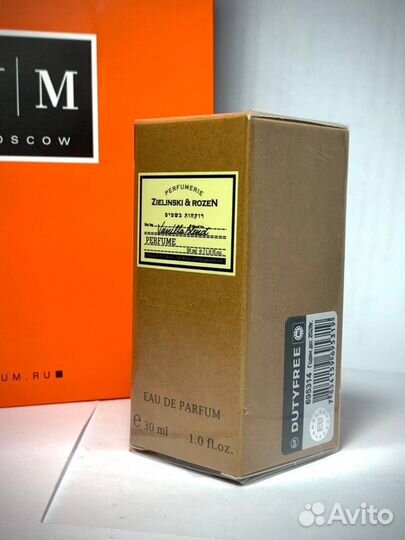 M
OSCOW
UM.RU
PERFUMERIE
ZIELINSKI & ROZEN
רוקחות בשמים
Vanilla Blend
PERFUME
EAU DE PARFUM
℮ 30 ml 1.0 fl.oz.
DUTYFREE
695314
Avito